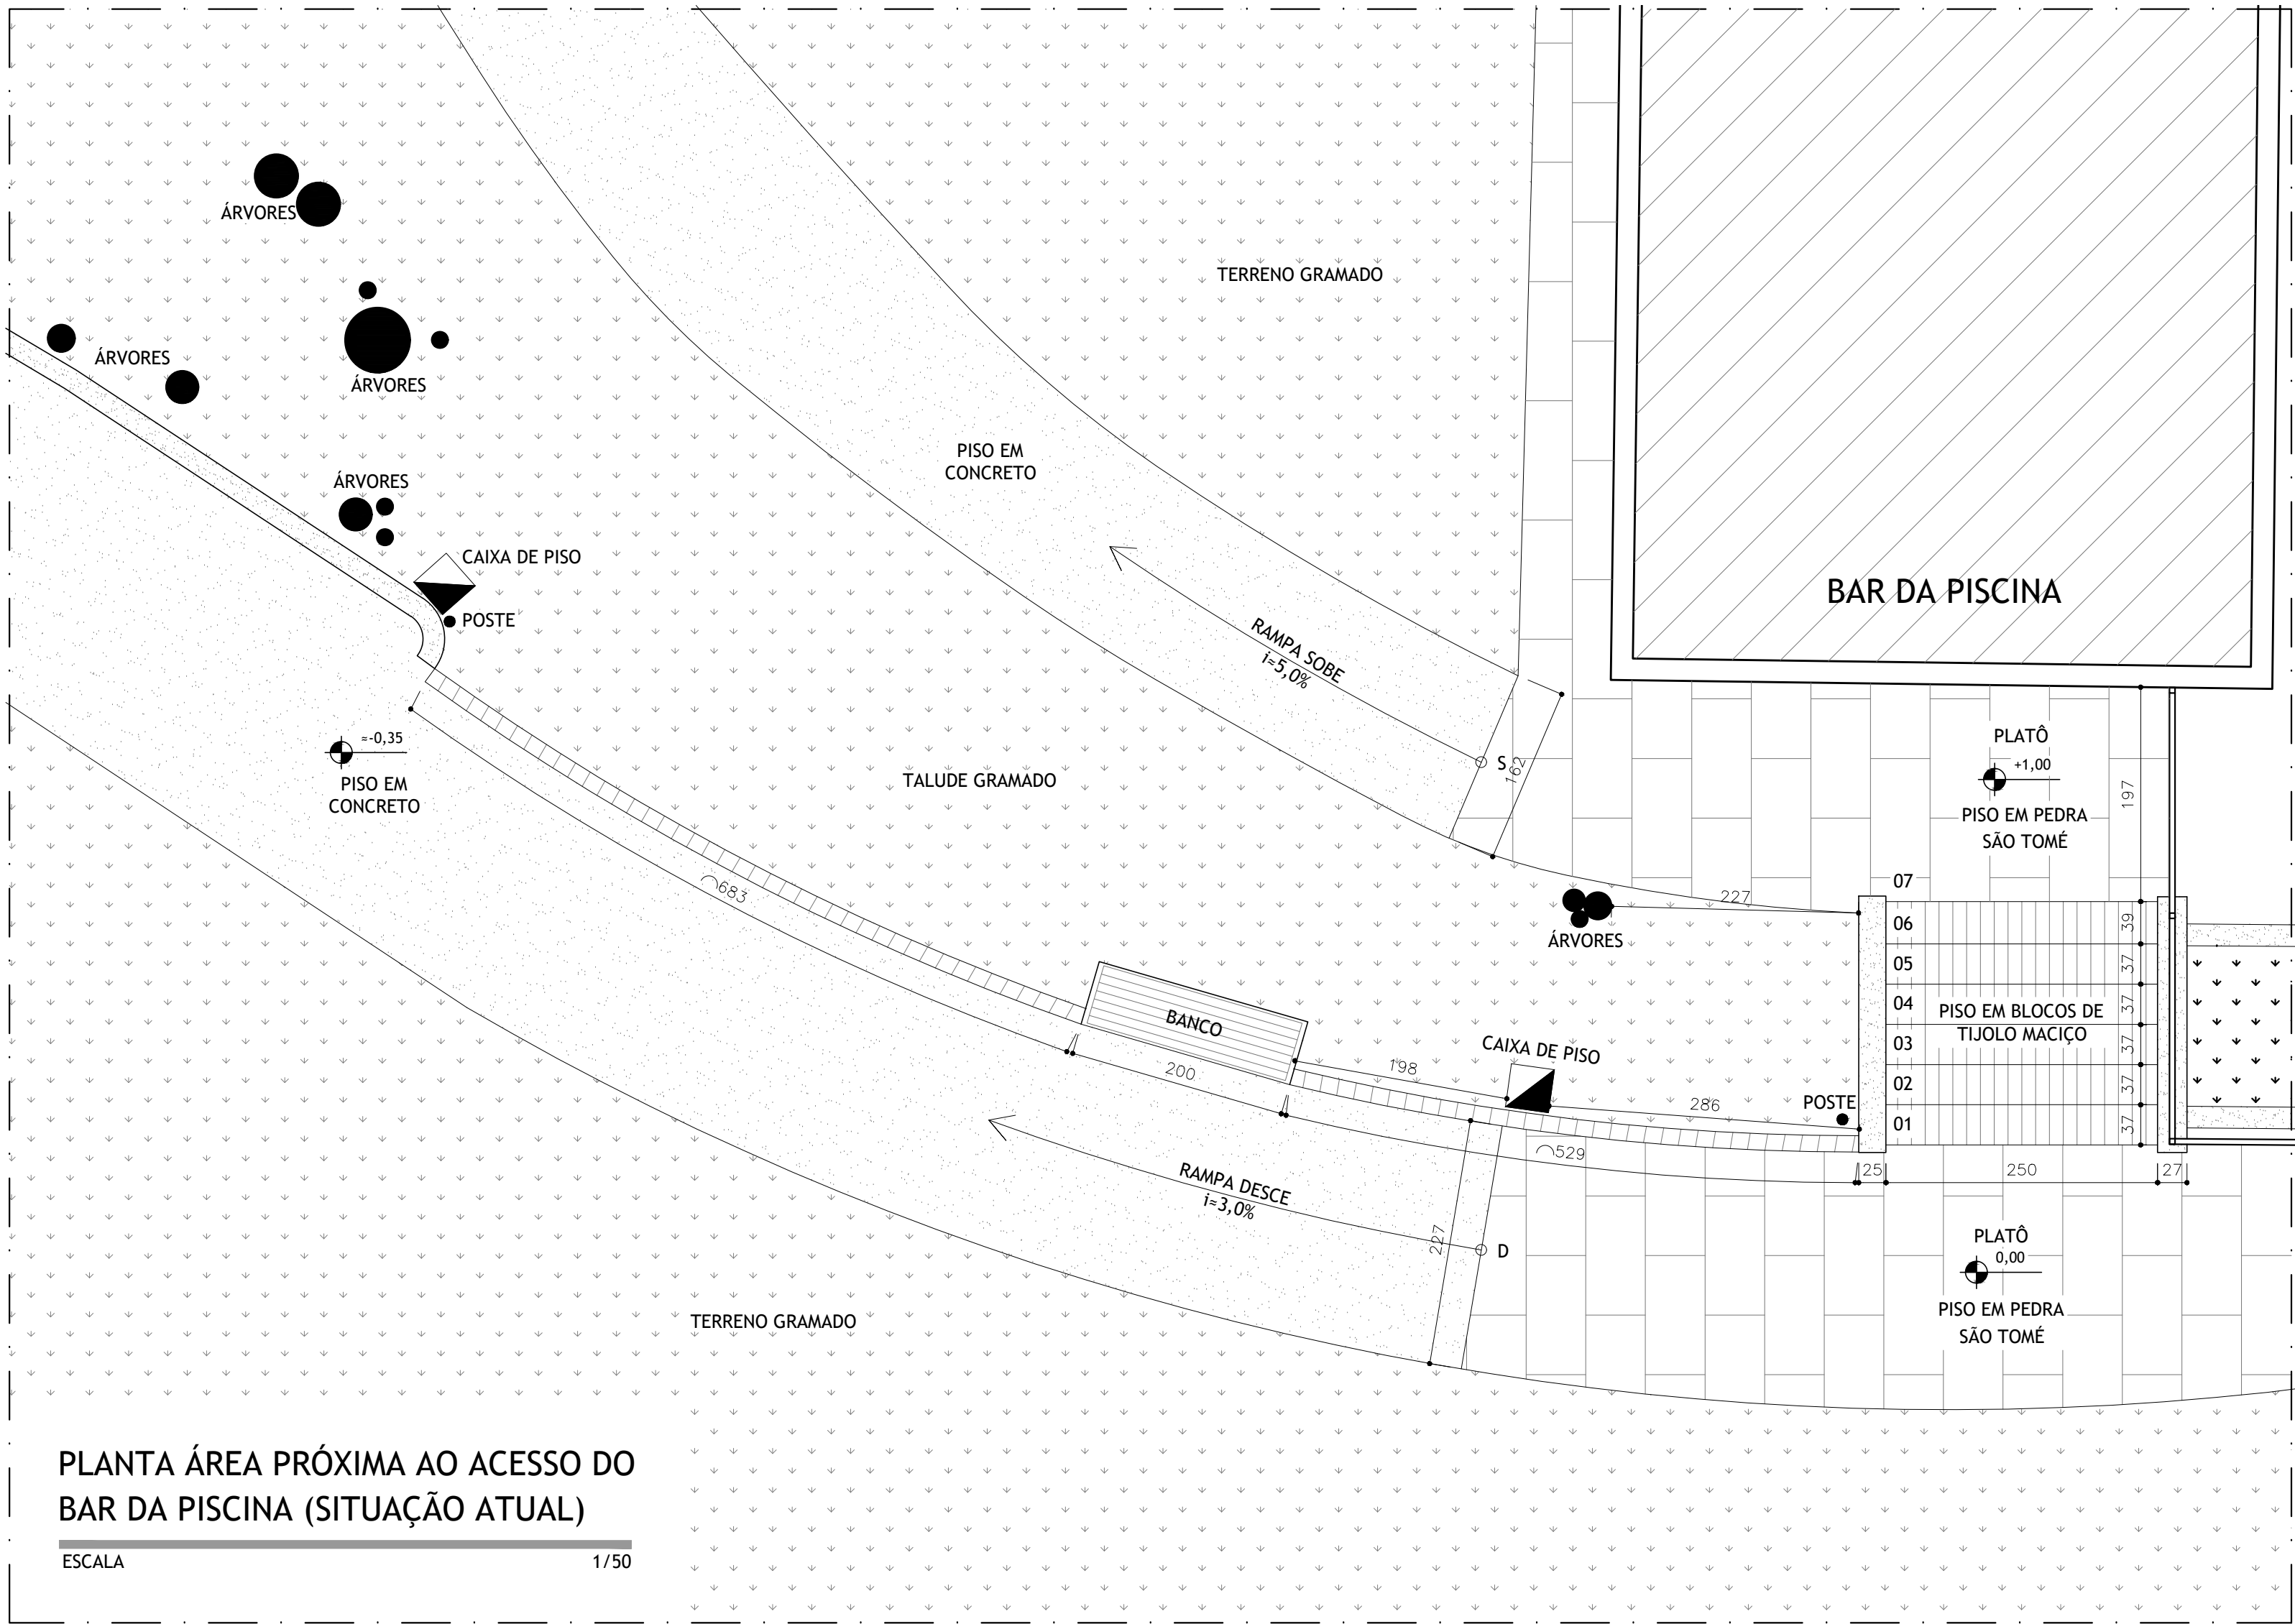 ÁRVORES
TERRENO GRAMADO
ÁRVORES
ÁRVORES
PISO EM
CONCRETO
ÁRVORES
CAIXA DE PISO
POSTE
BAR DA PISCINA
RAMPA SOBE
i=5,0%
S
162
≈-0,35
PISO EM
CONCRETO
TALUDE GRAMADO
PLATÔ
+1,00
PISO EM PEDRA
SÃO TOMÉ
197
683
227
ÁRVORES
07
06
05
04
03
02
01
39
37
37
37
37
37
PISO EM BLOCOS DE
TIJOLO MACIÇO
BANCO
200
198
CAIXA DE PISO
286
POSTE
529
25
250
27
RAMPA DESCE
i=3,0%
227
D
PLATÔ
0,00
PISO EM PEDRA
SÃO TOMÉ
TERRENO GRAMADO
PLANTA ÁREA PRÓXIMA AO ACESSO DO
BAR DA PISCINA (SITUAÇÃO ATUAL)
ESCALA 1/50